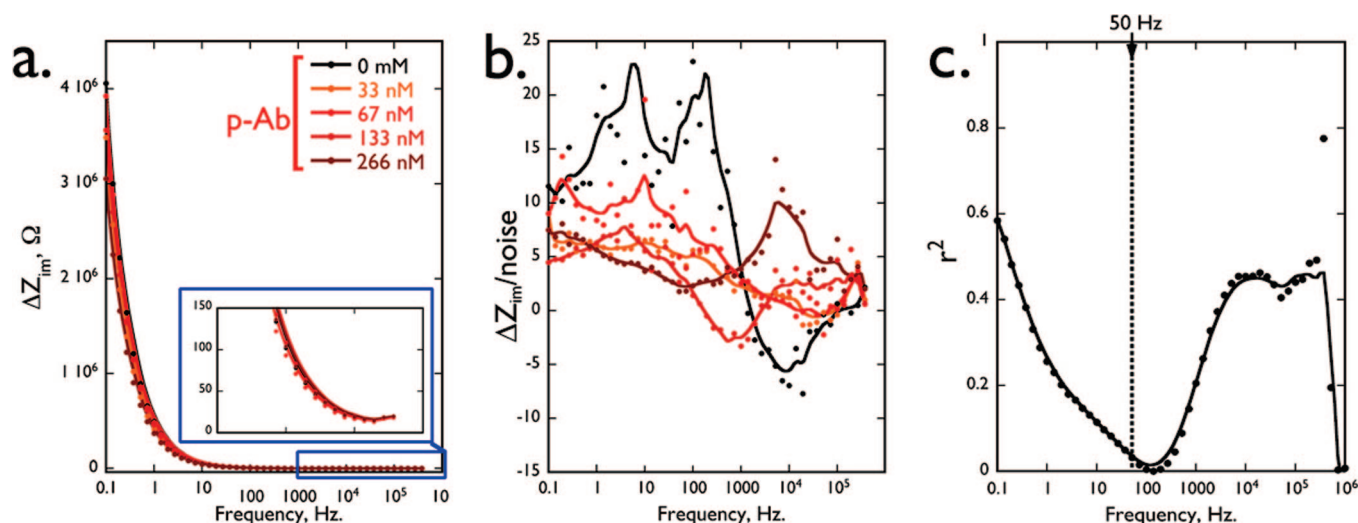 a.
p-Ab
0 mM
33 nM
67 nM
133 nM
266 nM
ΔZim, Ω
4 10⁶
3 10⁶
2 10⁶
1 10⁶
0
150
100
50
0
0.1 1 10 100 1000 10⁴ 10⁵ 10
Frequency, Hz.
b.
ΔZim/noise
25
20
15
10
5
0
-5
-10
-15
0.1 1 10 100 1000 10⁴ 10⁵
Frequency, Hz.
c.
50 Hz
r²
1
0.8
0.6
0.4
0.2
0
0.1 1 10 100 1000 10⁴ 10⁵ 10⁶
Frequency, Hz.